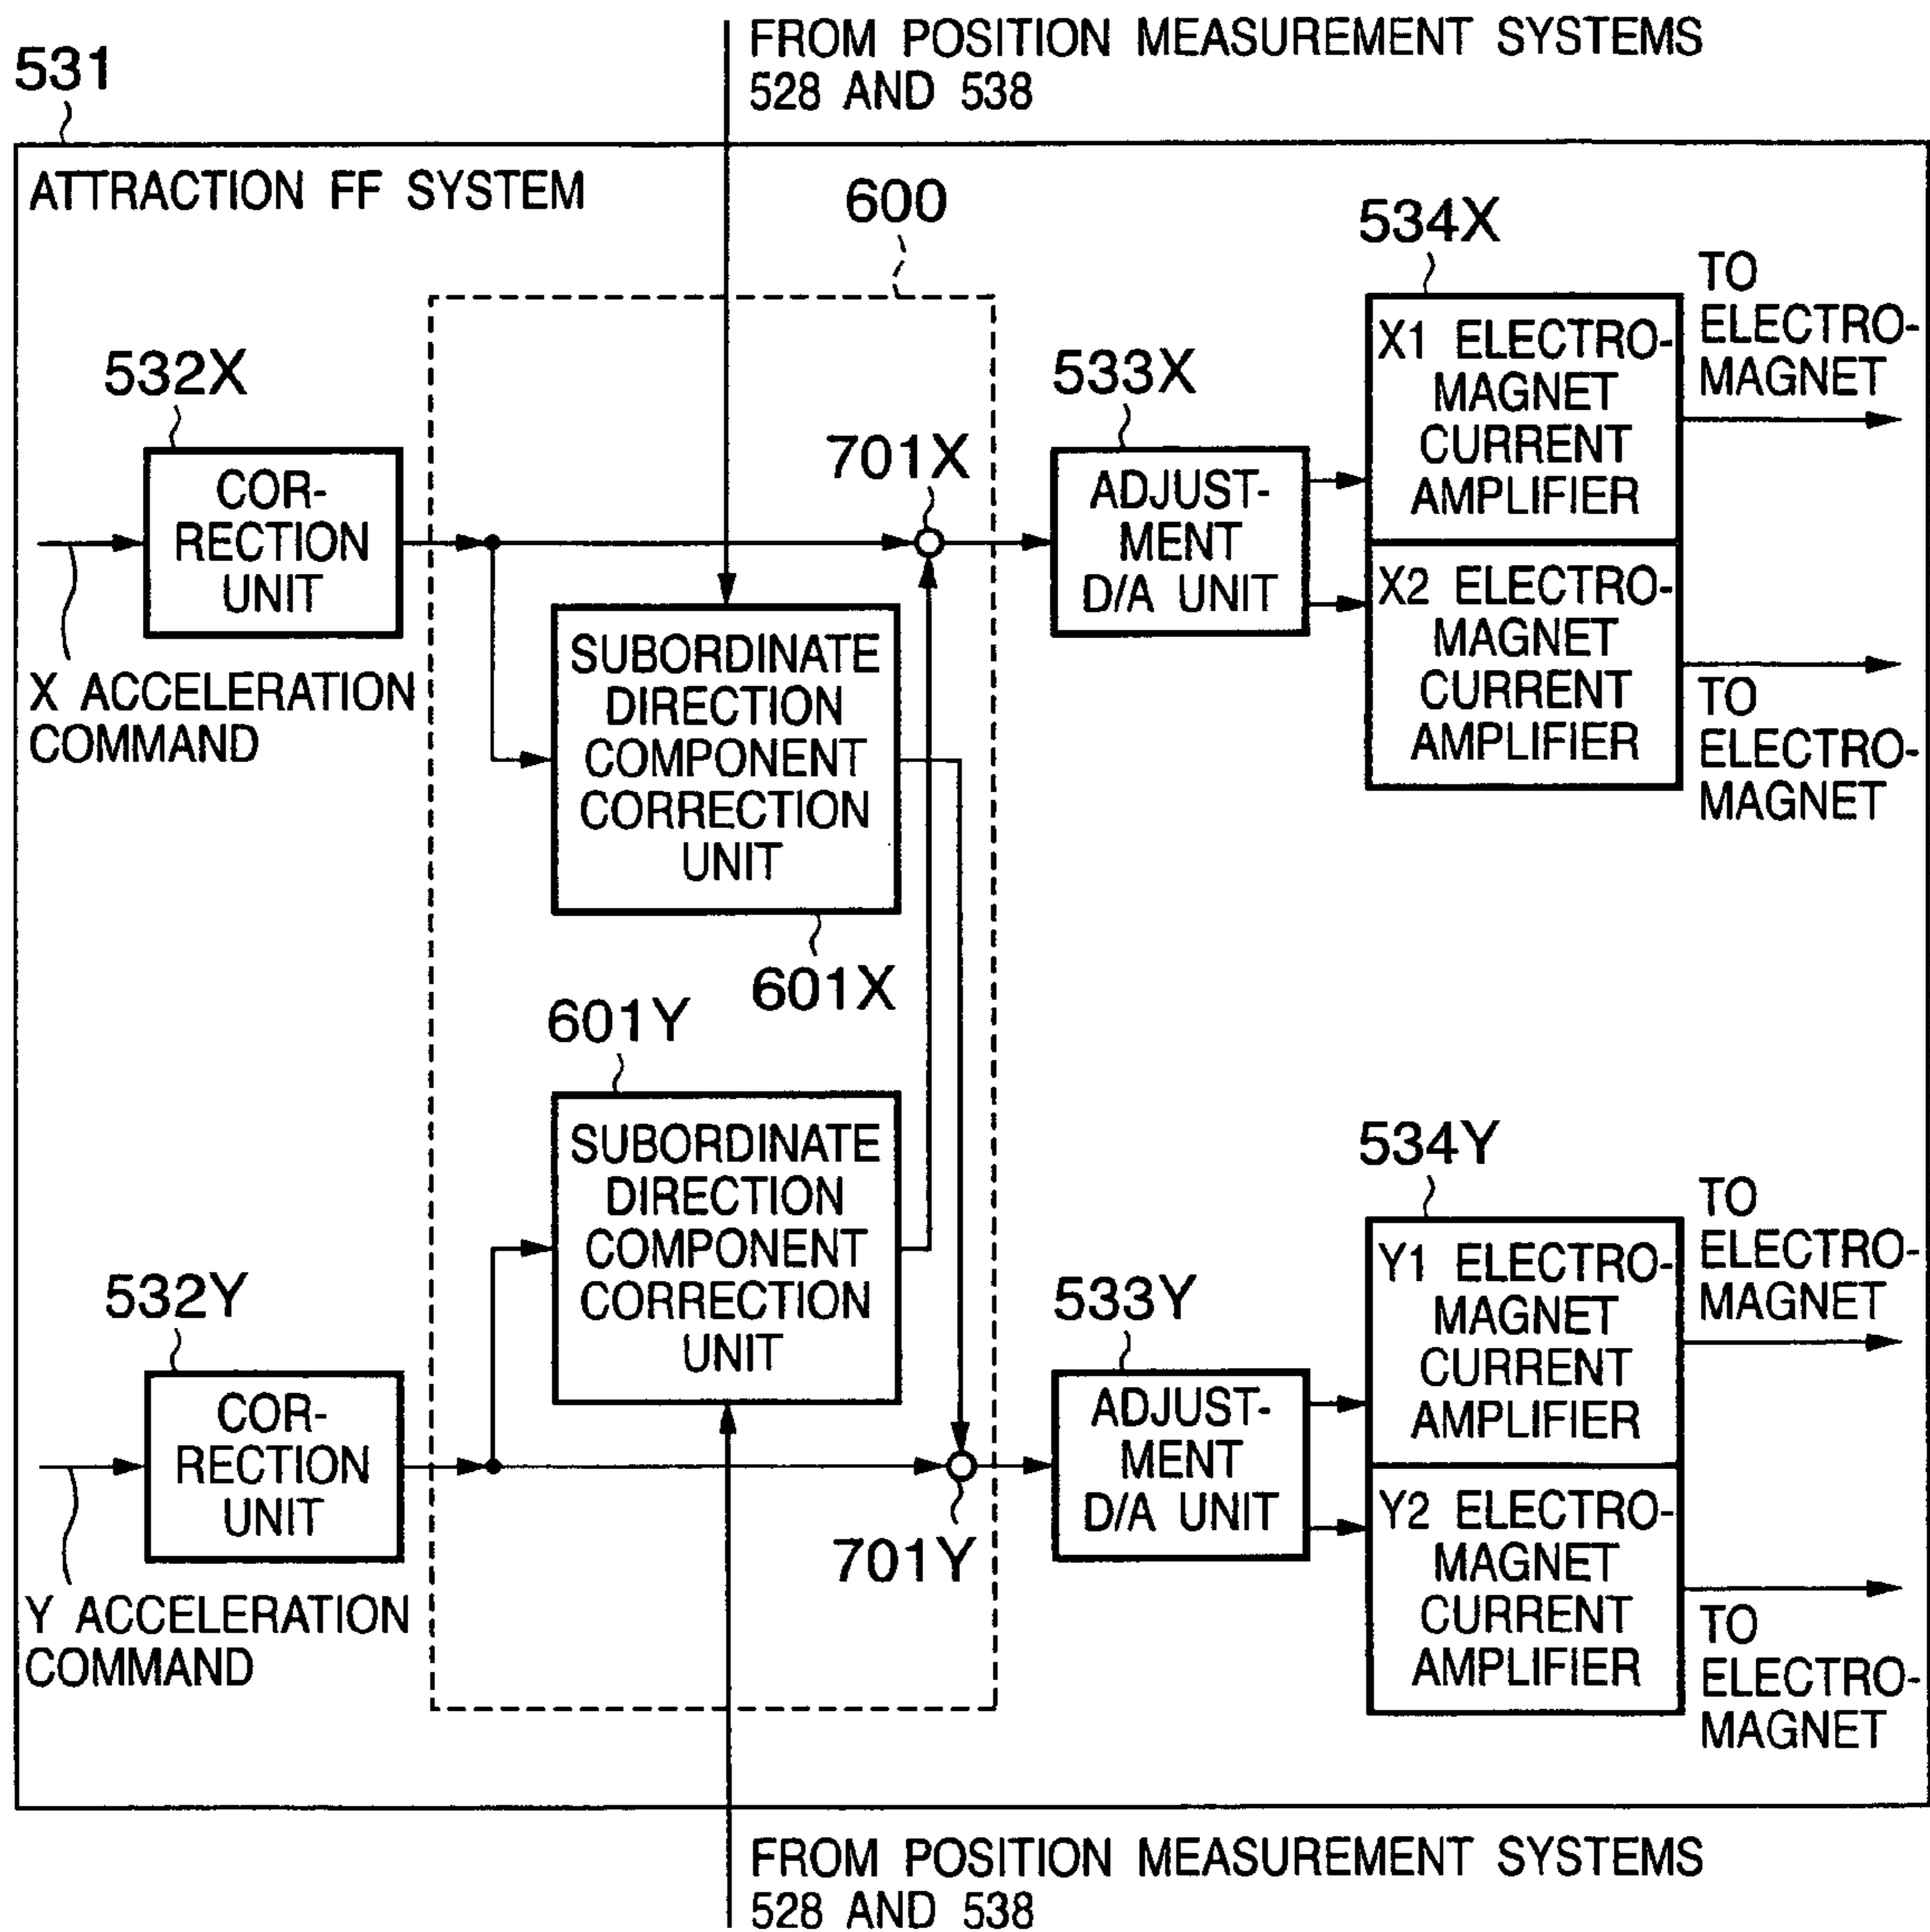 FROM POSITION MEASUREMENT SYSTEMS
528 AND 538
531
ATTRACTION FF SYSTEM
600
534X
TO
ELECTRO-
MAGNET
532X
533X
X1 ELECTRO-
MAGNET
CURRENT
AMPLIFIER
701X
COR-
RECTION
UNIT
ADJUST-
MENT
D/A UNIT
X2 ELECTRO-
MAGNET
CURRENT
AMPLIFIER
X ACCELERATION
COMMAND
SUBORDINATE
DIRECTION
COMPONENT
CORRECTION
UNIT
TO
ELECTRO-
MAGNET
601X
601Y
534Y
SUBORDINATE
DIRECTION
COMPONENT
CORRECTION
UNIT
TO
ELECTRO-
MAGNET
532Y
533Y
Y1 ELECTRO-
MAGNET
CURRENT
AMPLIFIER
COR-
RECTION
UNIT
ADJUST-
MENT
D/A UNIT
Y2 ELECTRO-
MAGNET
CURRENT
AMPLIFIER
701Y
Y ACCELERATION
COMMAND
TO
ELECTRO-
MAGNET
FROM POSITION MEASUREMENT SYSTEMS
528 AND 538